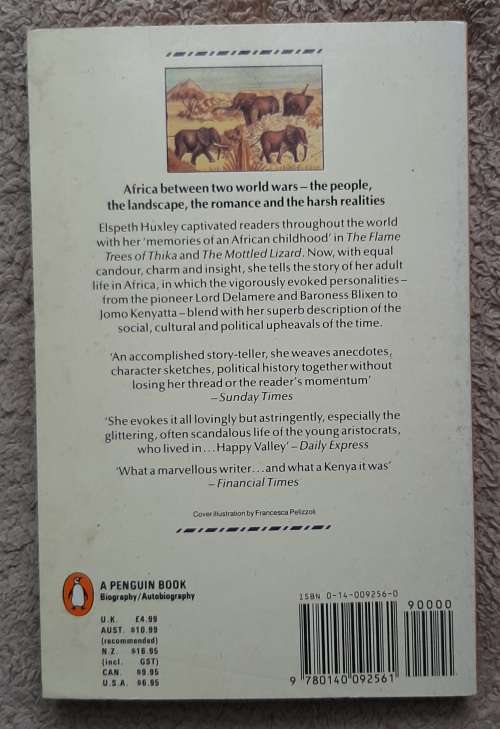 Africa between two world wars – the people,
the landscape, the romance and the harsh realities
Elspeth Huxley captivated readers throughout the world
with her 'memories of an African childhood' in The Flame
Trees of Thika and The Mottled Lizard. Now, with equal
candour, charm and insight, she tells the story of her adult
life in Africa, in which the vigorously evoked personalities –
from the pioneer Lord Delamere and Baroness Blixen to
Jomo Kenyatta – blend with her superb description of the
social, cultural and political upheavals of the time.
'An accomplished story-teller, she weaves anecdotes,
character sketches, political history together without
losing her thread or the reader's momentum'
– Sunday Times
'She evokes it all lovingly but astringently, especially the
glittering, often scandalous life of the young aristocrats,
who lived in ... Happy Valley' – Daily Express
'What a marvellous writer ... and what a Kenya it was'
– Financial Times
Cover illustration by Francesca Pelizzoli
A PENGUIN BOOK
Biography/Autobiography
U.K. £4.99
AUST. $10.99
(recommended)
N.Z. $16.95
(incl. GST)
CAN. $9.95
U.S.A. $6.95
ISBN 0-14-009256-0
90000
9 780140 092561